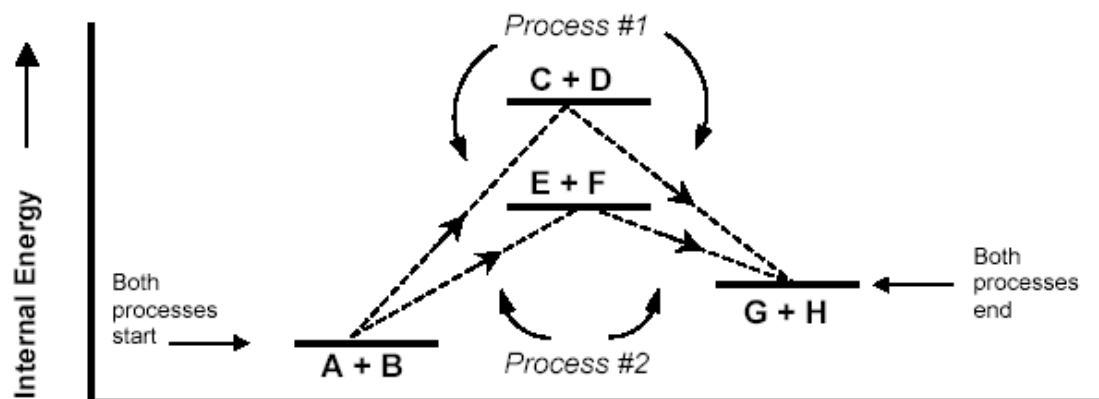 Process #1
C + D
E + F
Internal Energy
Both
processes
start
A + B
Process #2
G + H
Both
processes
end